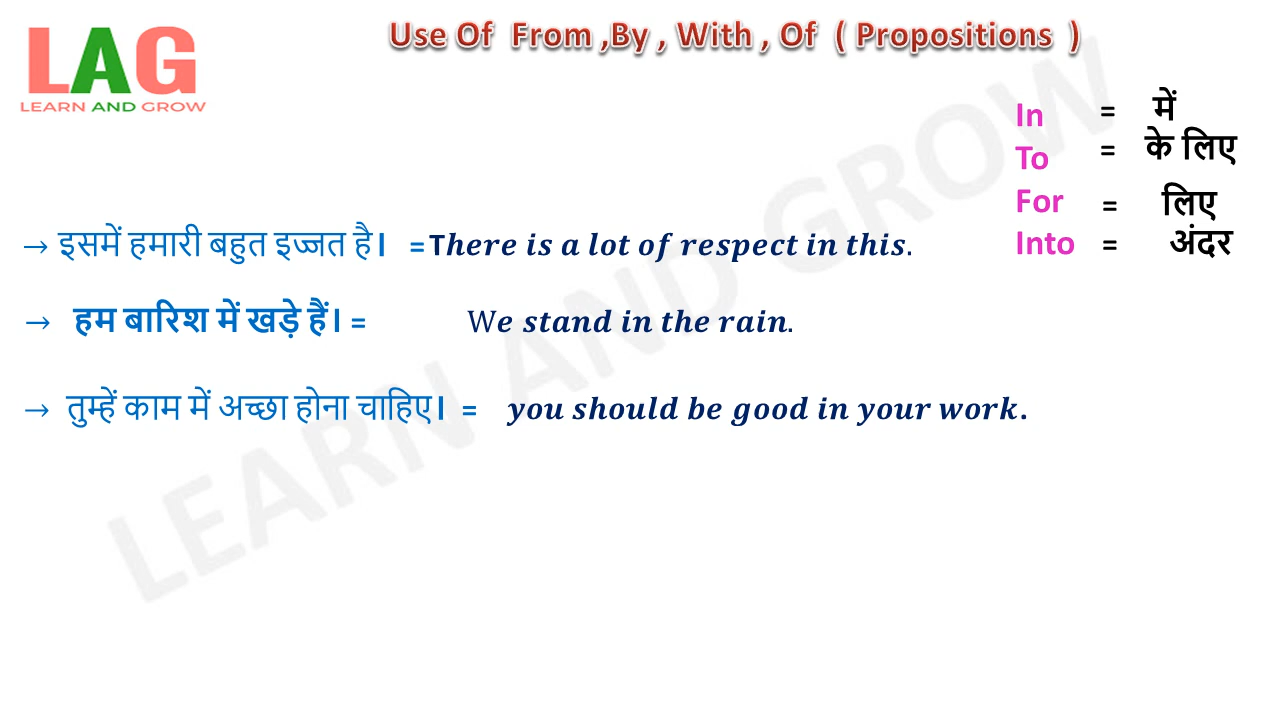 LAG
LEARN AND GROW
Use Of From ,By , With , Of ( Propositions )
In = में
To = के लिए
For = लिए
Into = अंदर
→ इसमें हमारी बहुत इज्जत है। =There is a lot of respect in this.
→ हम बारिश में खड़े हैं। = We stand in the rain.
→ तुम्हें काम में अच्छा होना चाहिए। = you should be good in your work.
LEARN AND GROW